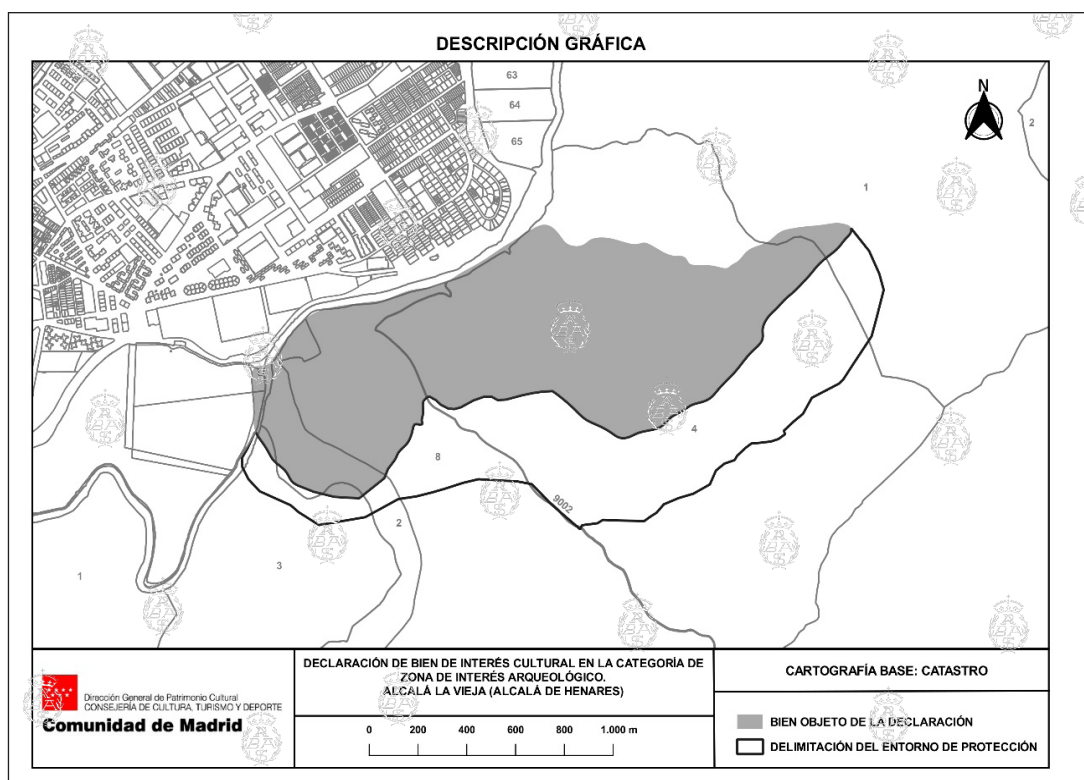 DESCRIPCIÓN GRÁFICA
63
64
65
N
2
1
4
8
9002
2
3
1
Dirección General de Patrimonio Cultural
CONSEJERÍA DE CULTURA, TURISMO Y DEPORTE
Comunidad de Madrid
DECLARACIÓN DE BIEN DE INTERÉS CULTURAL EN LA CATEGORÍA DE
ZONA DE INTERÉS ARQUEOLÓGICO.
ALCALÁ LA VIEJA (ALCALÁ DE HENARES)
0 200 400 600 800 1.000 m
CARTOGRAFÍA BASE: CATASTRO
BIEN OBJETO DE LA DECLARACIÓN
DELIMITACIÓN DEL ENTORNO DE PROTECCIÓN